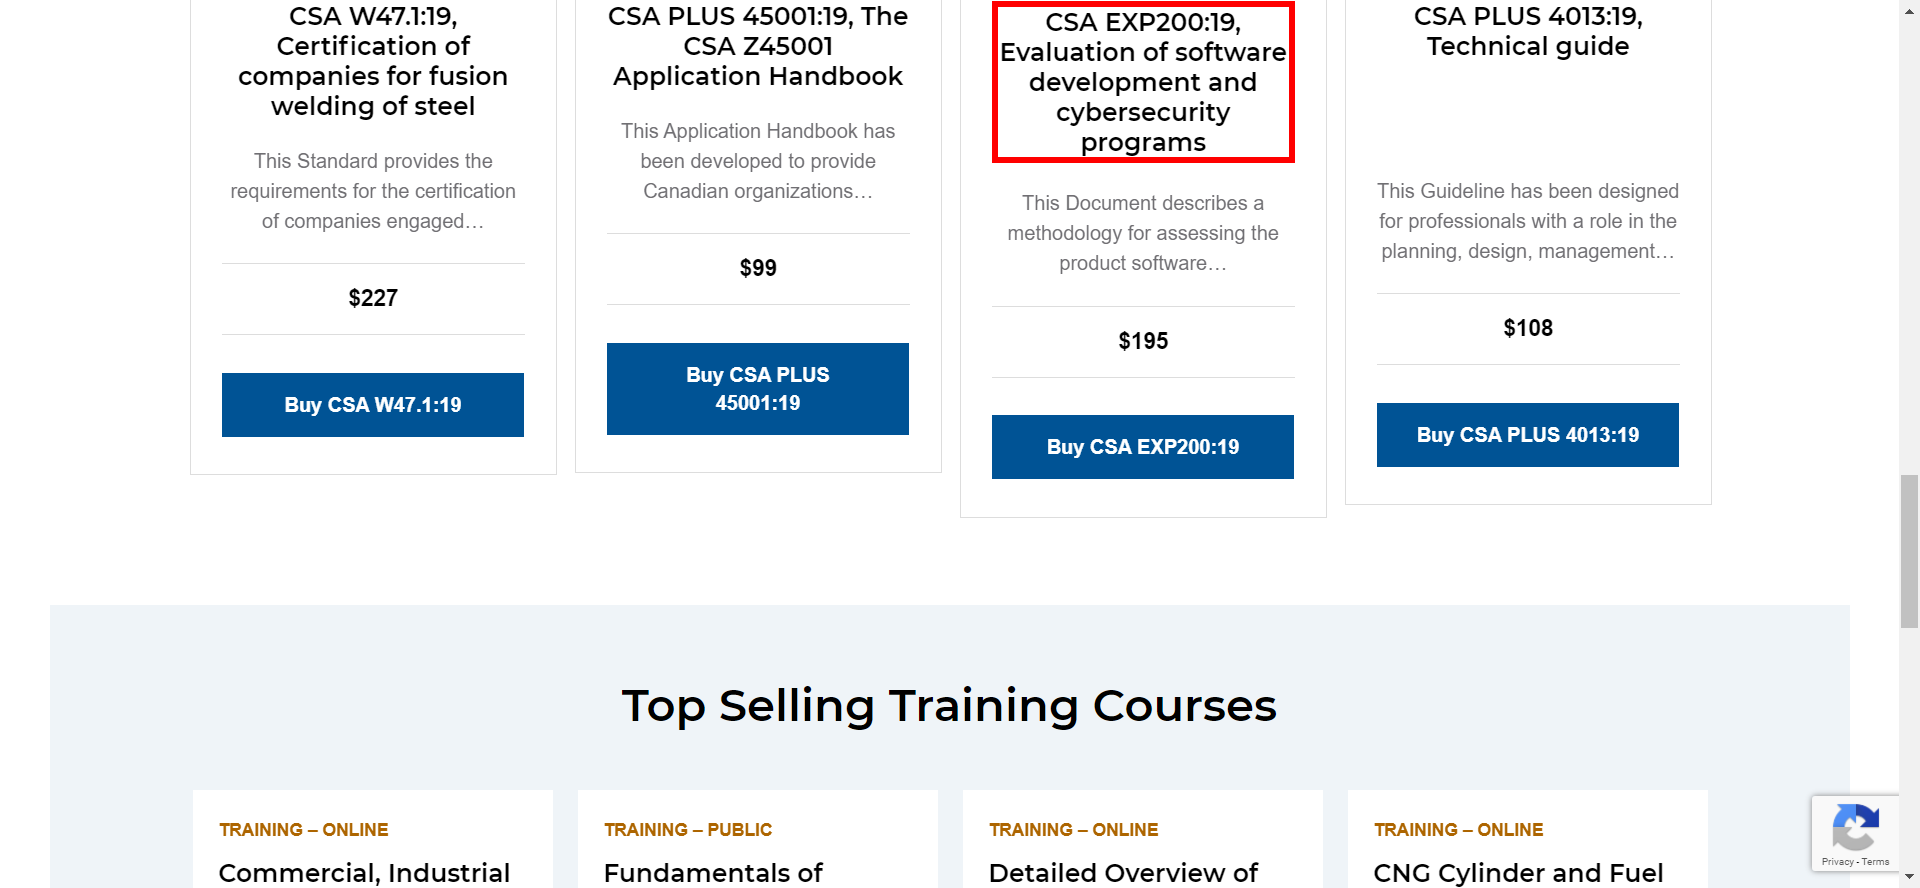 CSA W47.1:19,
Certification of
companies for fusion
welding of steel
This Standard provides the
requirements for the certification
of companies engaged…
$227
Buy CSA W47.1:19
CSA PLUS 45001:19, The
CSA Z45001
Application Handbook
This Application Handbook has
been developed to provide
Canadian organizations…
$99
Buy CSA PLUS
45001:19
CSA EXP200:19,
Evaluation of software
development and
cybersecurity
programs
This Document describes a
methodology for assessing the
product software…
$195
Buy CSA EXP200:19
CSA PLUS 4013:19,
Technical guide
This Guideline has been designed
for professionals with a role in the
planning, design, management…
$108
Buy CSA PLUS 4013:19
Top Selling Training Courses
TRAINING – ONLINE
Commercial, Industrial
TRAINING – PUBLIC
Fundamentals of
TRAINING – ONLINE
Detailed Overview of
TRAINING – ONLINE
CNG Cylinder and Fuel
Privacy - Terms